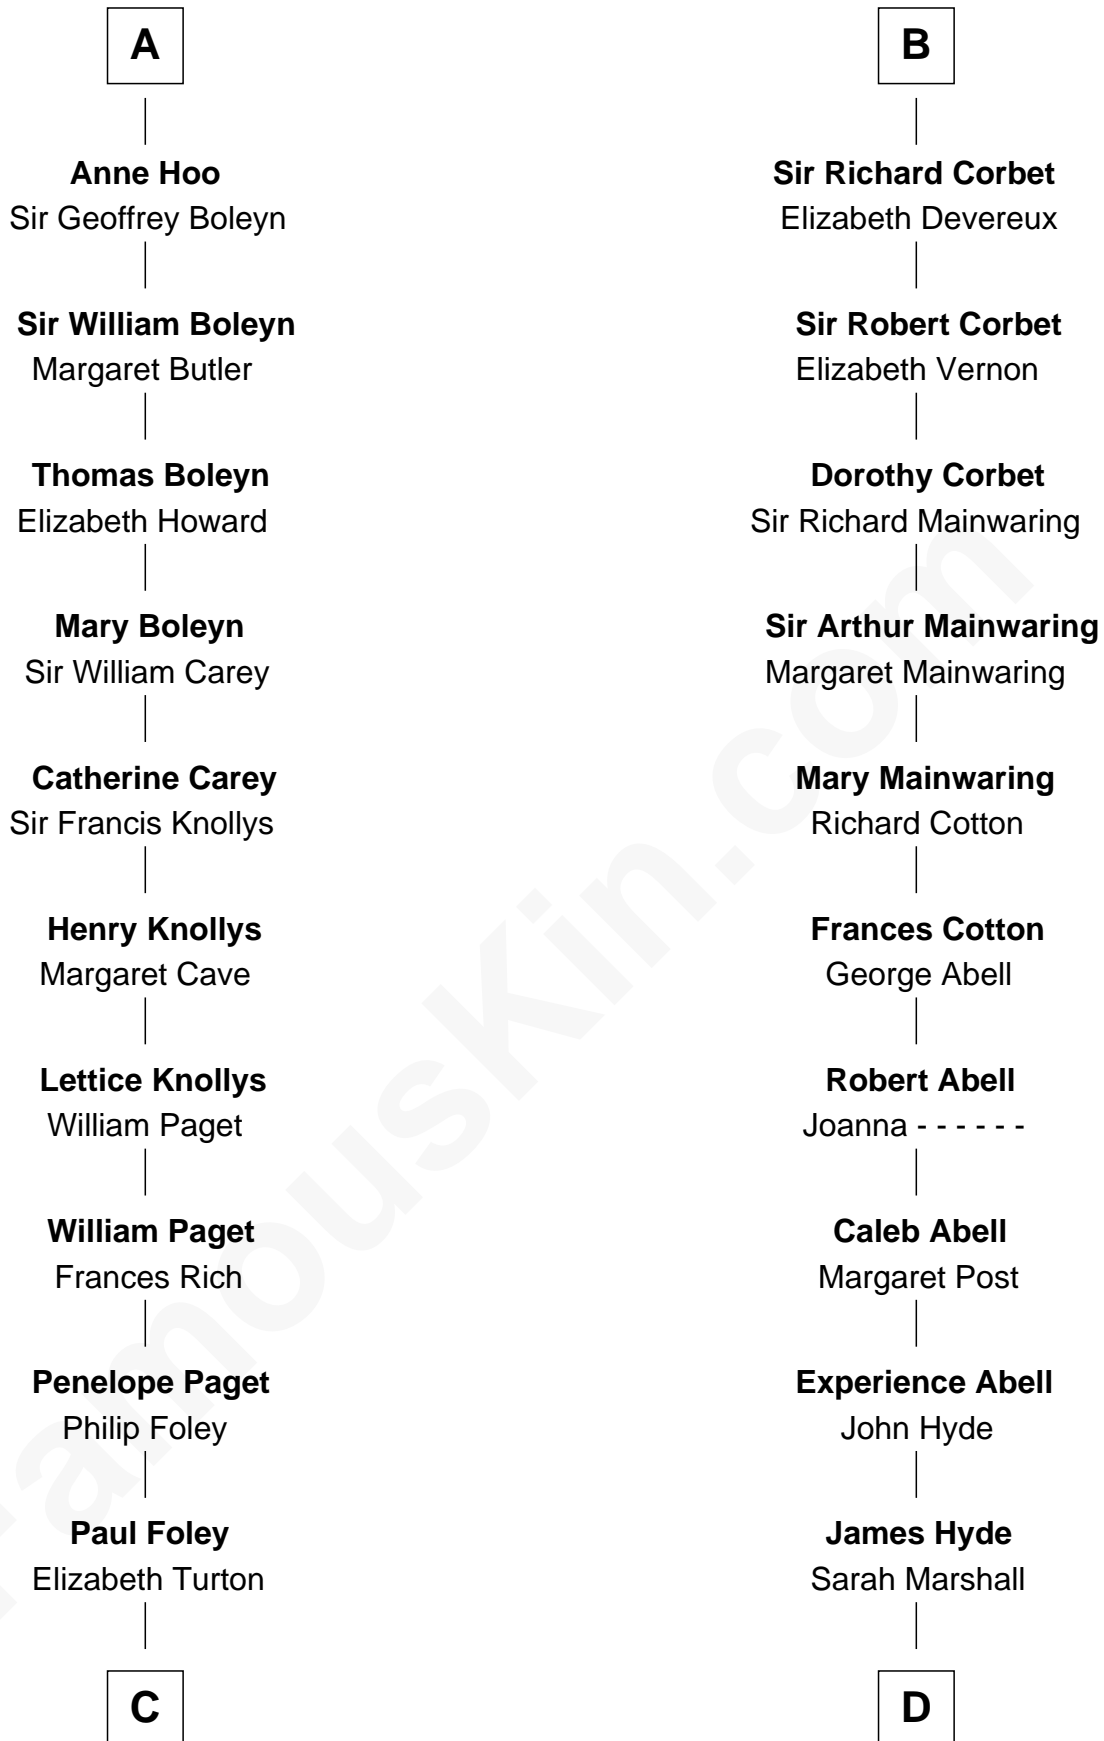 A
Anne Hoo
Sir Geoffrey Boleyn
Sir William Boleyn
Margaret Butler
Thomas Boleyn
Elizabeth Howard
Mary Boleyn
Sir William Carey
Catherine Carey
Sir Francis Knollys
Henry Knollys
Margaret Cave
Lettice Knollys
William Paget
William Paget
Frances Rich
Penelope Paget
Philip Foley
Paul Foley
Elizabeth Turton
C
B
Sir Richard Corbet
Elizabeth Devereux
Sir Robert Corbet
Elizabeth Vernon
Dorothy Corbet
Sir Richard Mainwaring
Sir Arthur Mainwaring
Margaret Mainwaring
Mary Mainwaring
Richard Cotton
Frances Cotton
George Abell
Robert Abell
Joanna - - - - - -
Caleb Abell
Margaret Post
Experience Abell
John Hyde
James Hyde
Sarah Marshall
D
FamousKin.com